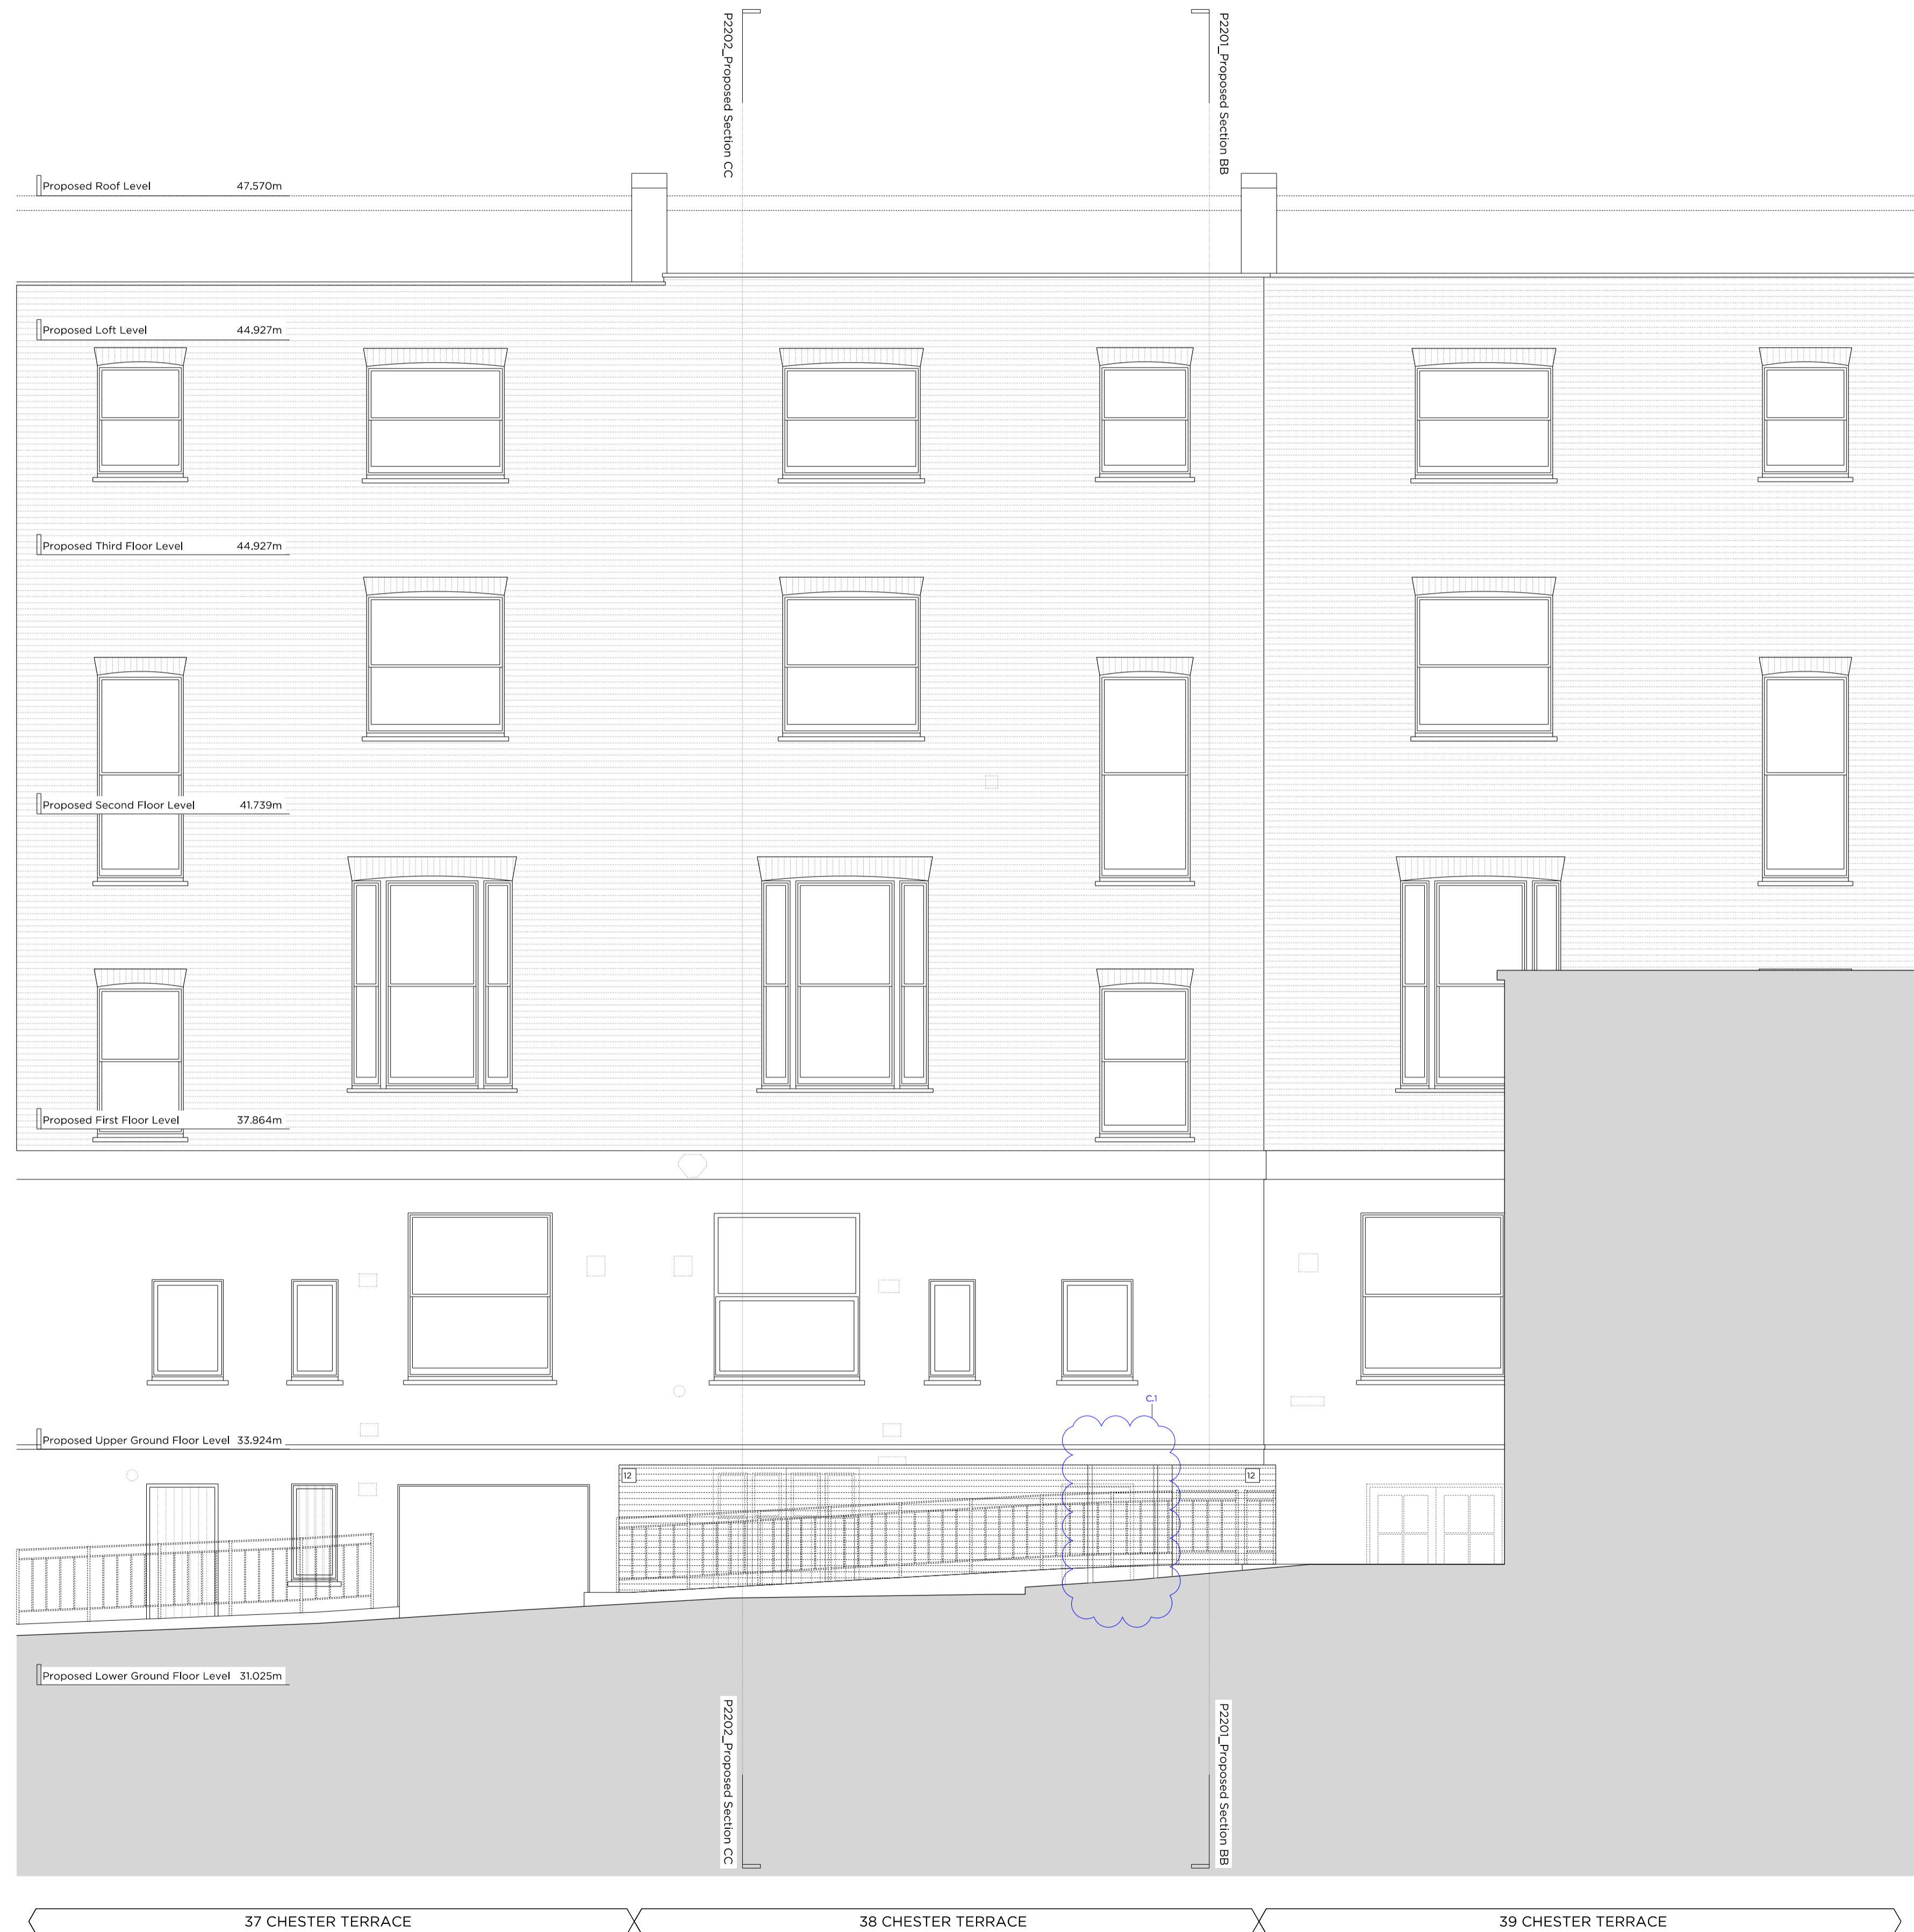 P2202_Proposed Section CC
P2201_Proposed Section BB
Proposed Roof Level 47.570m
Proposed Loft Level 44.927m
Proposed Third Floor Level 44.927m
Proposed Second Floor Level 41.739m
Proposed First Floor Level 37.864m
C.1
Proposed Upper Ground Floor Level 33.924m
12
12
Proposed Lower Ground Floor Level 31.025m
P2202_Proposed Section CC
P2201_Proposed Section BB
37 CHESTER TERRACE
38 CHESTER TERRACE
39 CHESTER TERRACE